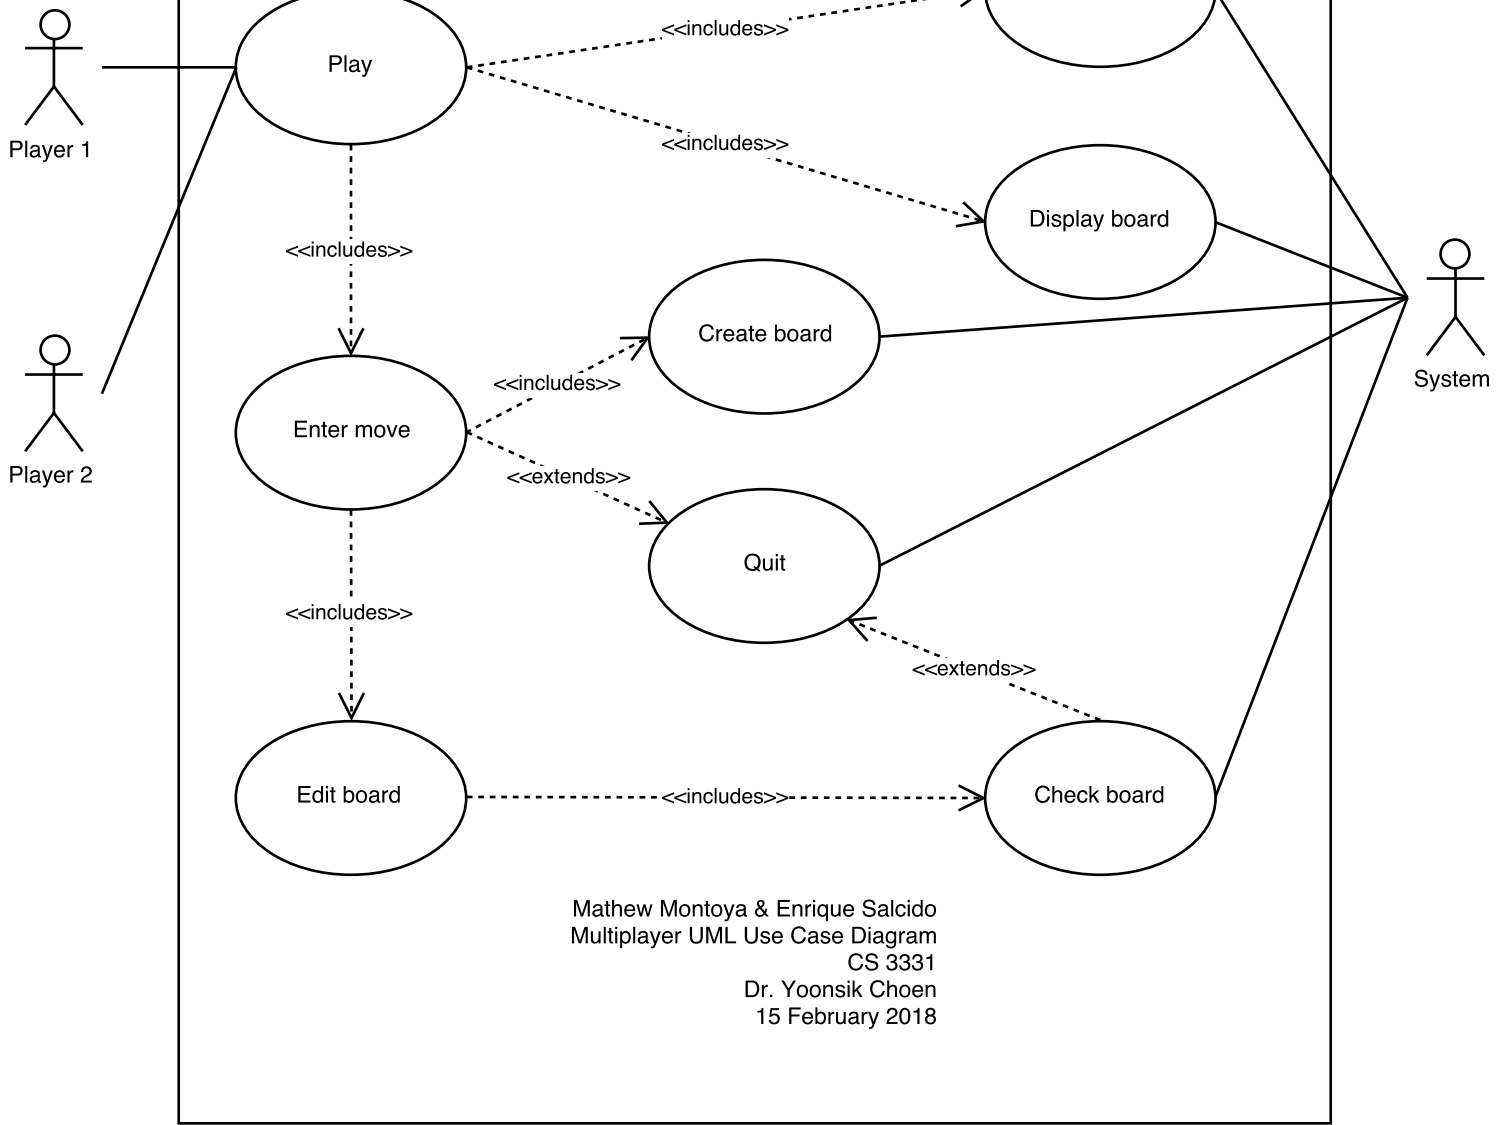 <<includes>>
Play
Player 1
<<includes>>
Display board
<<includes>>
Create board
System
<<includes>>
Enter move
Player 2
<<extends>>
Quit
<<includes>>
<<extends>>
Edit board
<<includes>>
Check board
Mathew Montoya & Enrique Salcido
Multiplayer UML Use Case Diagram
CS 3331
Dr. Yoonsik Choen
15 February 2018